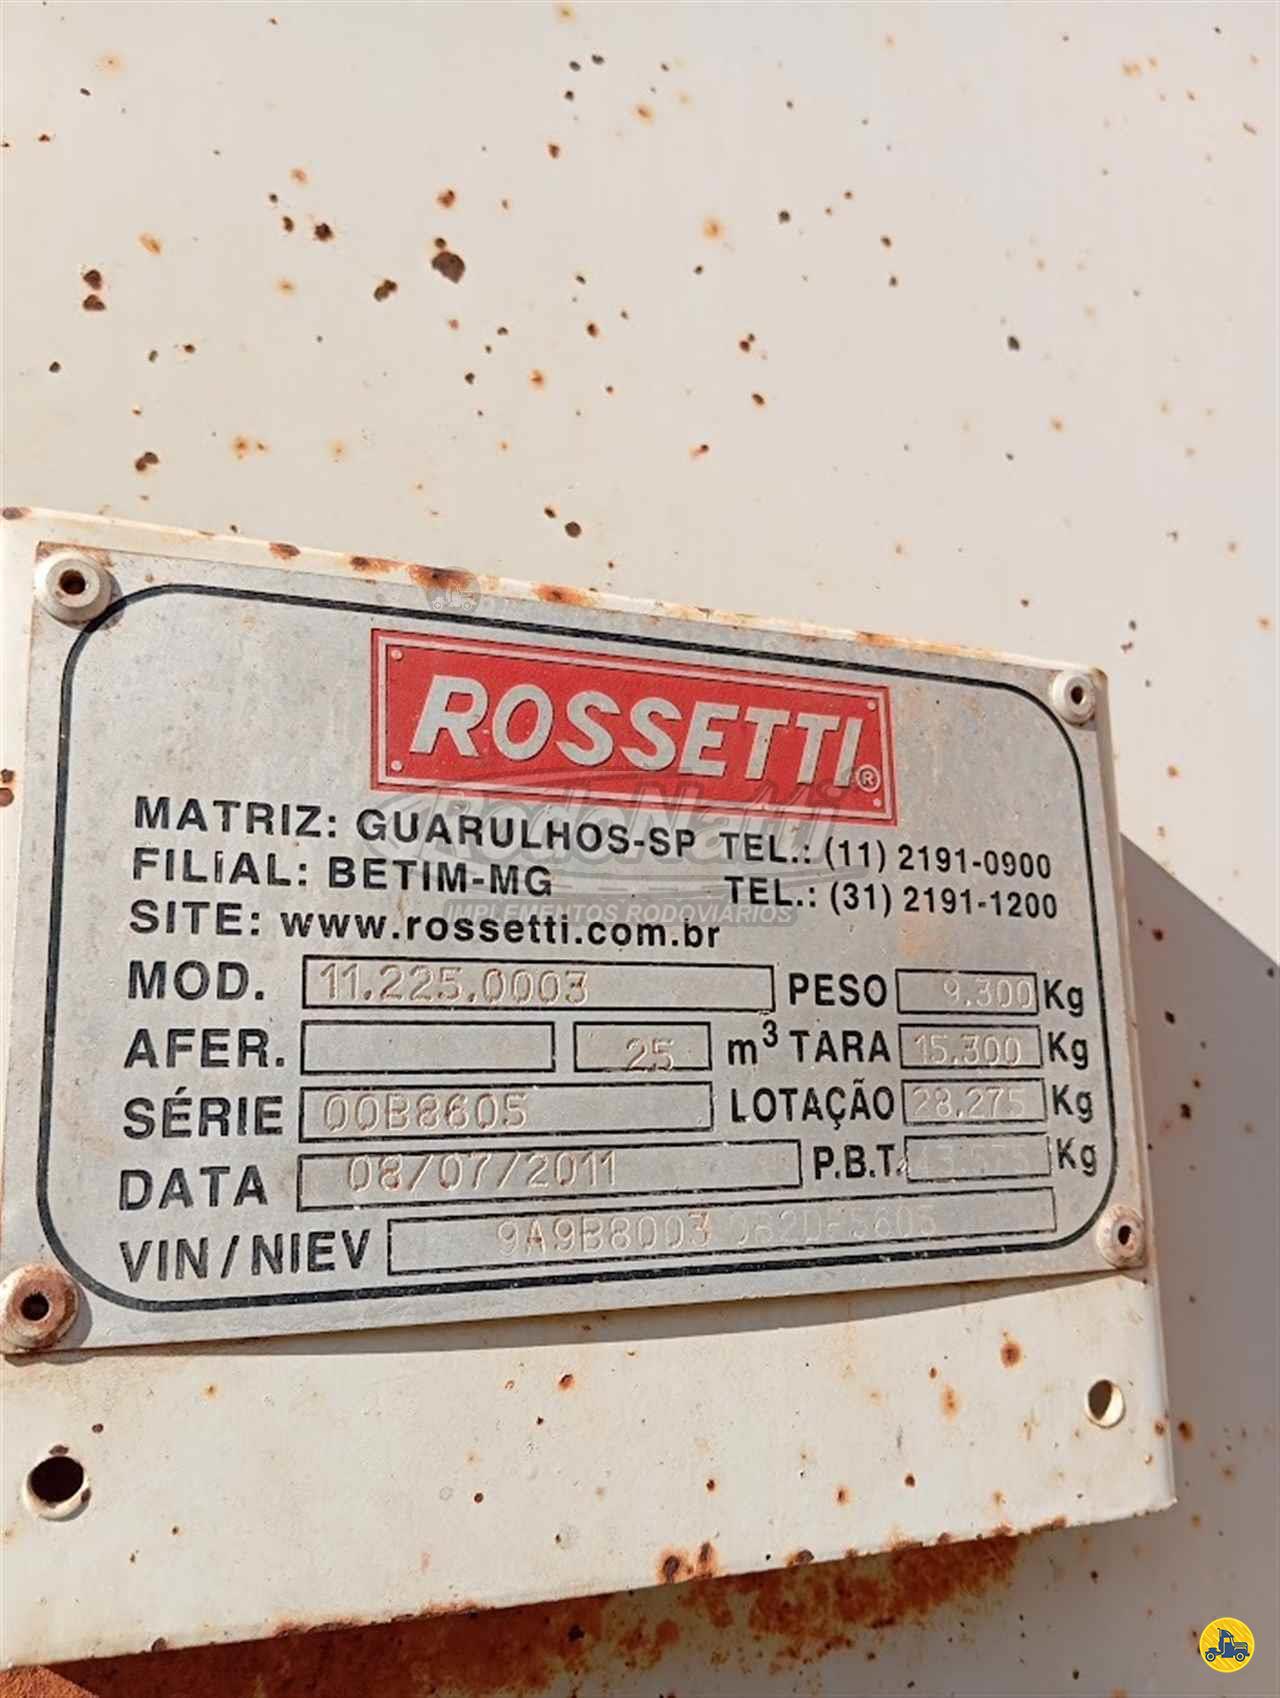 ROSSETTI®
MATRIZ: GUARULHOS-SP TEL.: (11) 2191-0900
FILIAL: BETIM-MG TEL.: (31) 2191-1200
SITE: www.rossetti.com.br
RodoNatti
IMPLEMENTOS RODOVIÁRIOS
MOD. 11.225.0003 PESO 9.300 Kg
AFER. 25 m³ TARA 15.300 Kg
SÉRIE 00B8605 LOTAÇÃO 28.275 Kg
DATA 08/07/2011 P.B.T. Kg
VIN/NIEV